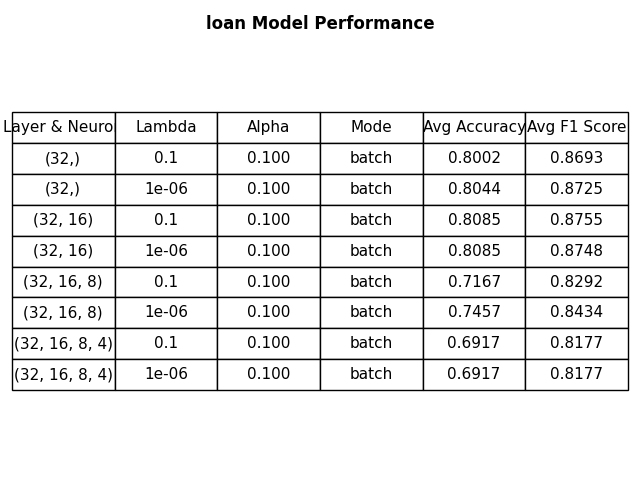 loan Model Performance
Layer & Neuro Lambda Alpha Mode Avg Accuracy Avg F1 Score
(32,) 0.1 0.100 batch 0.8002 0.8693
(32,) 1e-06 0.100 batch 0.8044 0.8725
(32, 16) 0.1 0.100 batch 0.8085 0.8755
(32, 16) 1e-06 0.100 batch 0.8085 0.8748
(32, 16, 8) 0.1 0.100 batch 0.7167 0.8292
(32, 16, 8) 1e-06 0.100 batch 0.7457 0.8434
(32, 16, 8, 4) 0.1 0.100 batch 0.6917 0.8177
(32, 16, 8, 4) 1e-06 0.100 batch 0.6917 0.8177